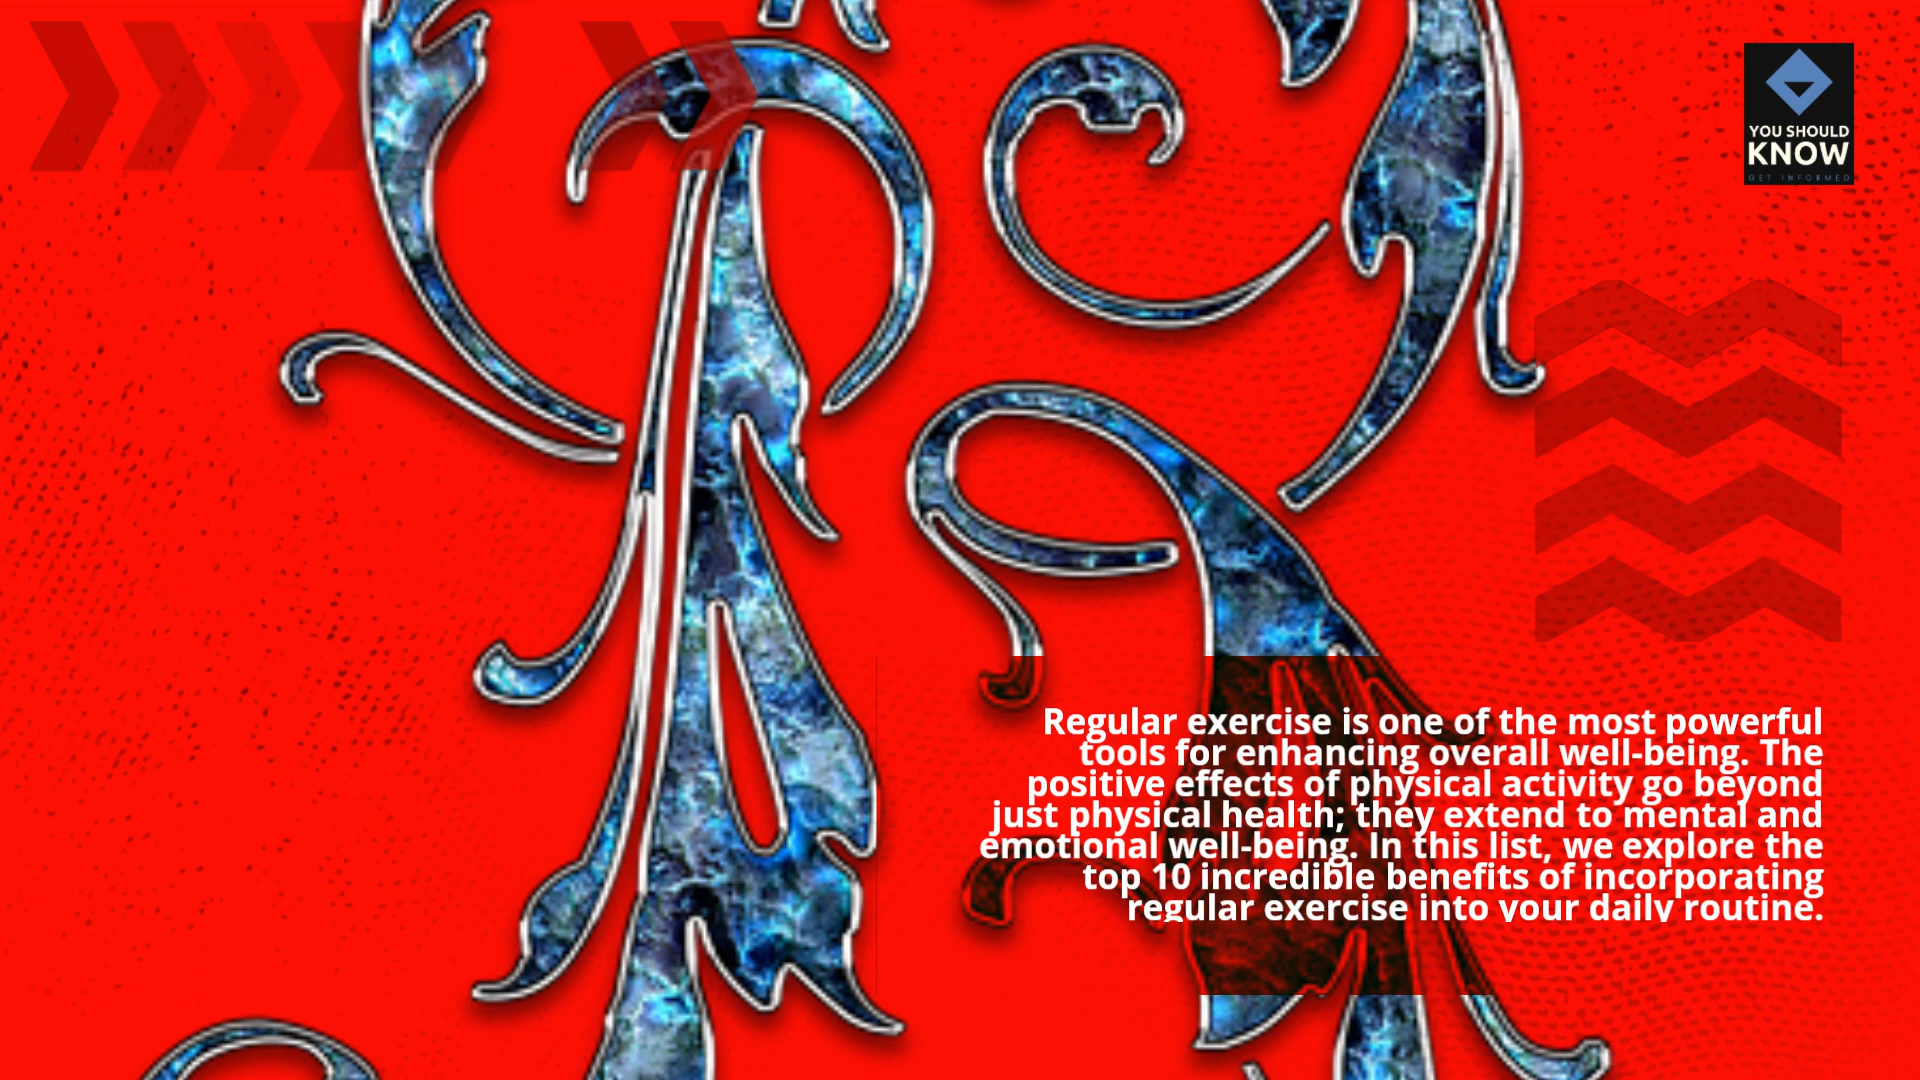 YOU SHOULD
KNOW
GET INFORMED
Regular exercise is one of the most powerful
tools for enhancing overall well-being. The
positive effects of physical activity go beyond
just physical health; they extend to mental and
emotional well-being. In this list, we explore the
top 10 incredible benefits of incorporating
regular exercise into your daily routine.